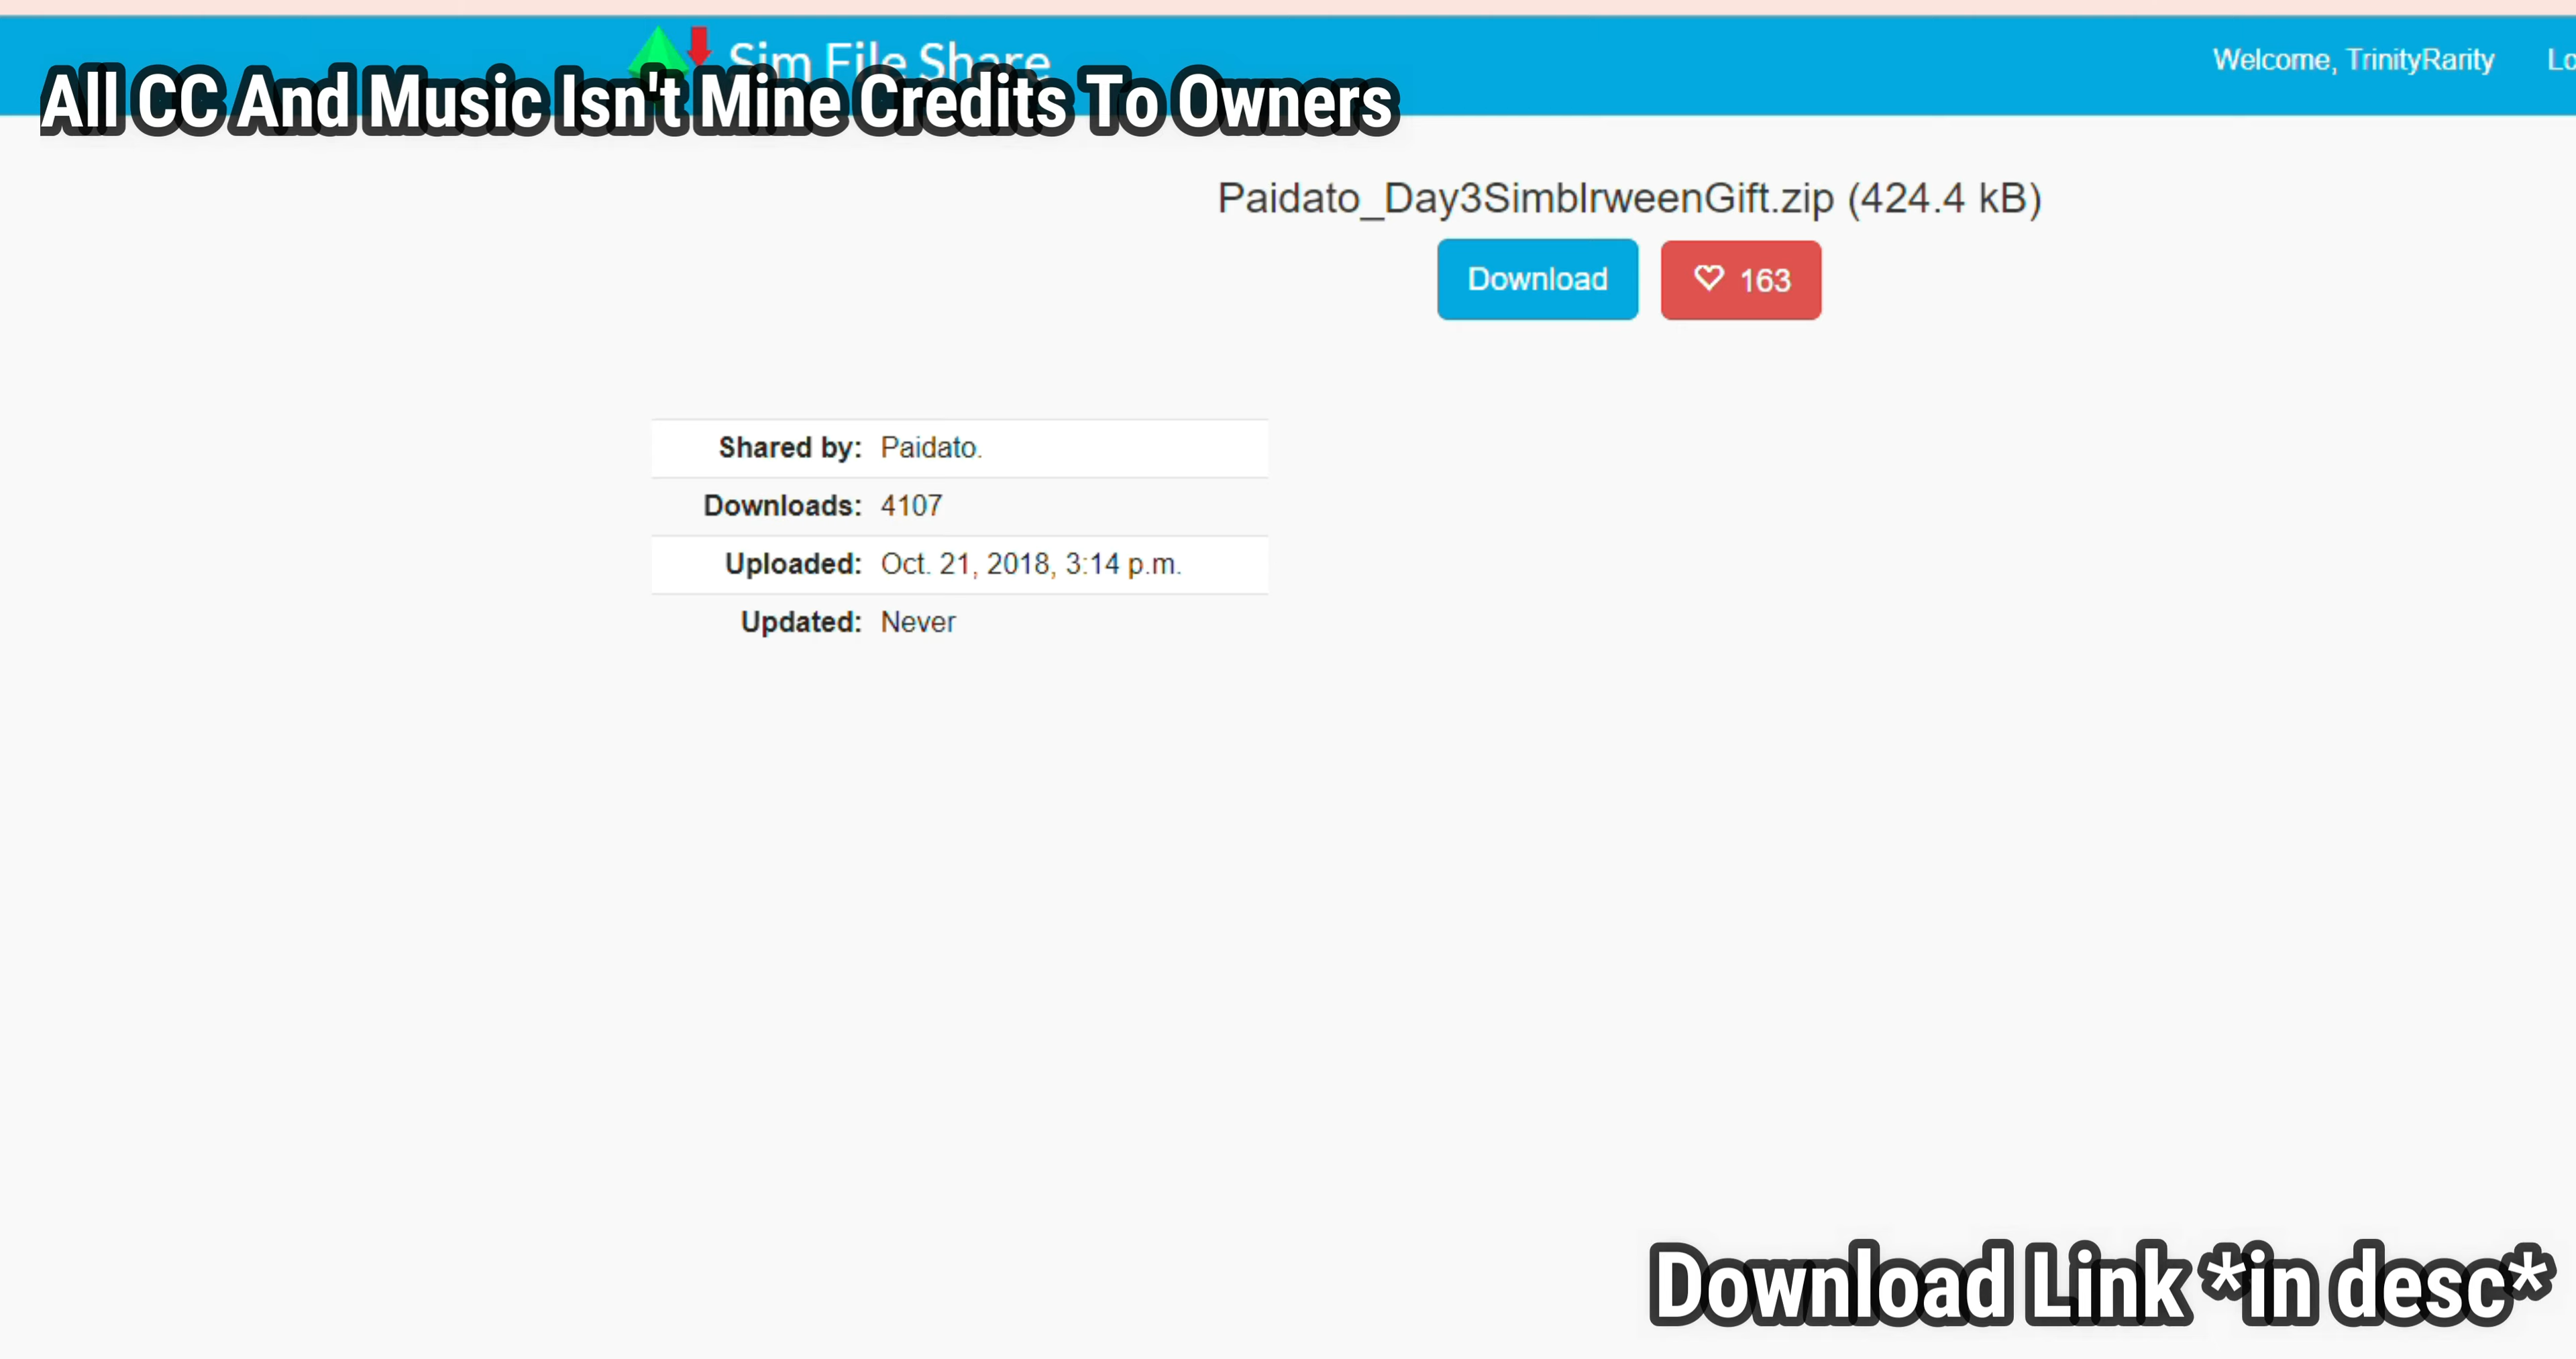 Sim File Share
Welcome, TrinityRarity Lo
All CC And Music Isn't Mine Credits To Owners
Paidato_Day3SimblrweenGift.zip (424.4 kB)
Download 163
Shared by: Paidato.
Downloads: 4107
Uploaded: Oct. 21, 2018, 3:14 p.m.
Updated: Never
Download Link *in desc*